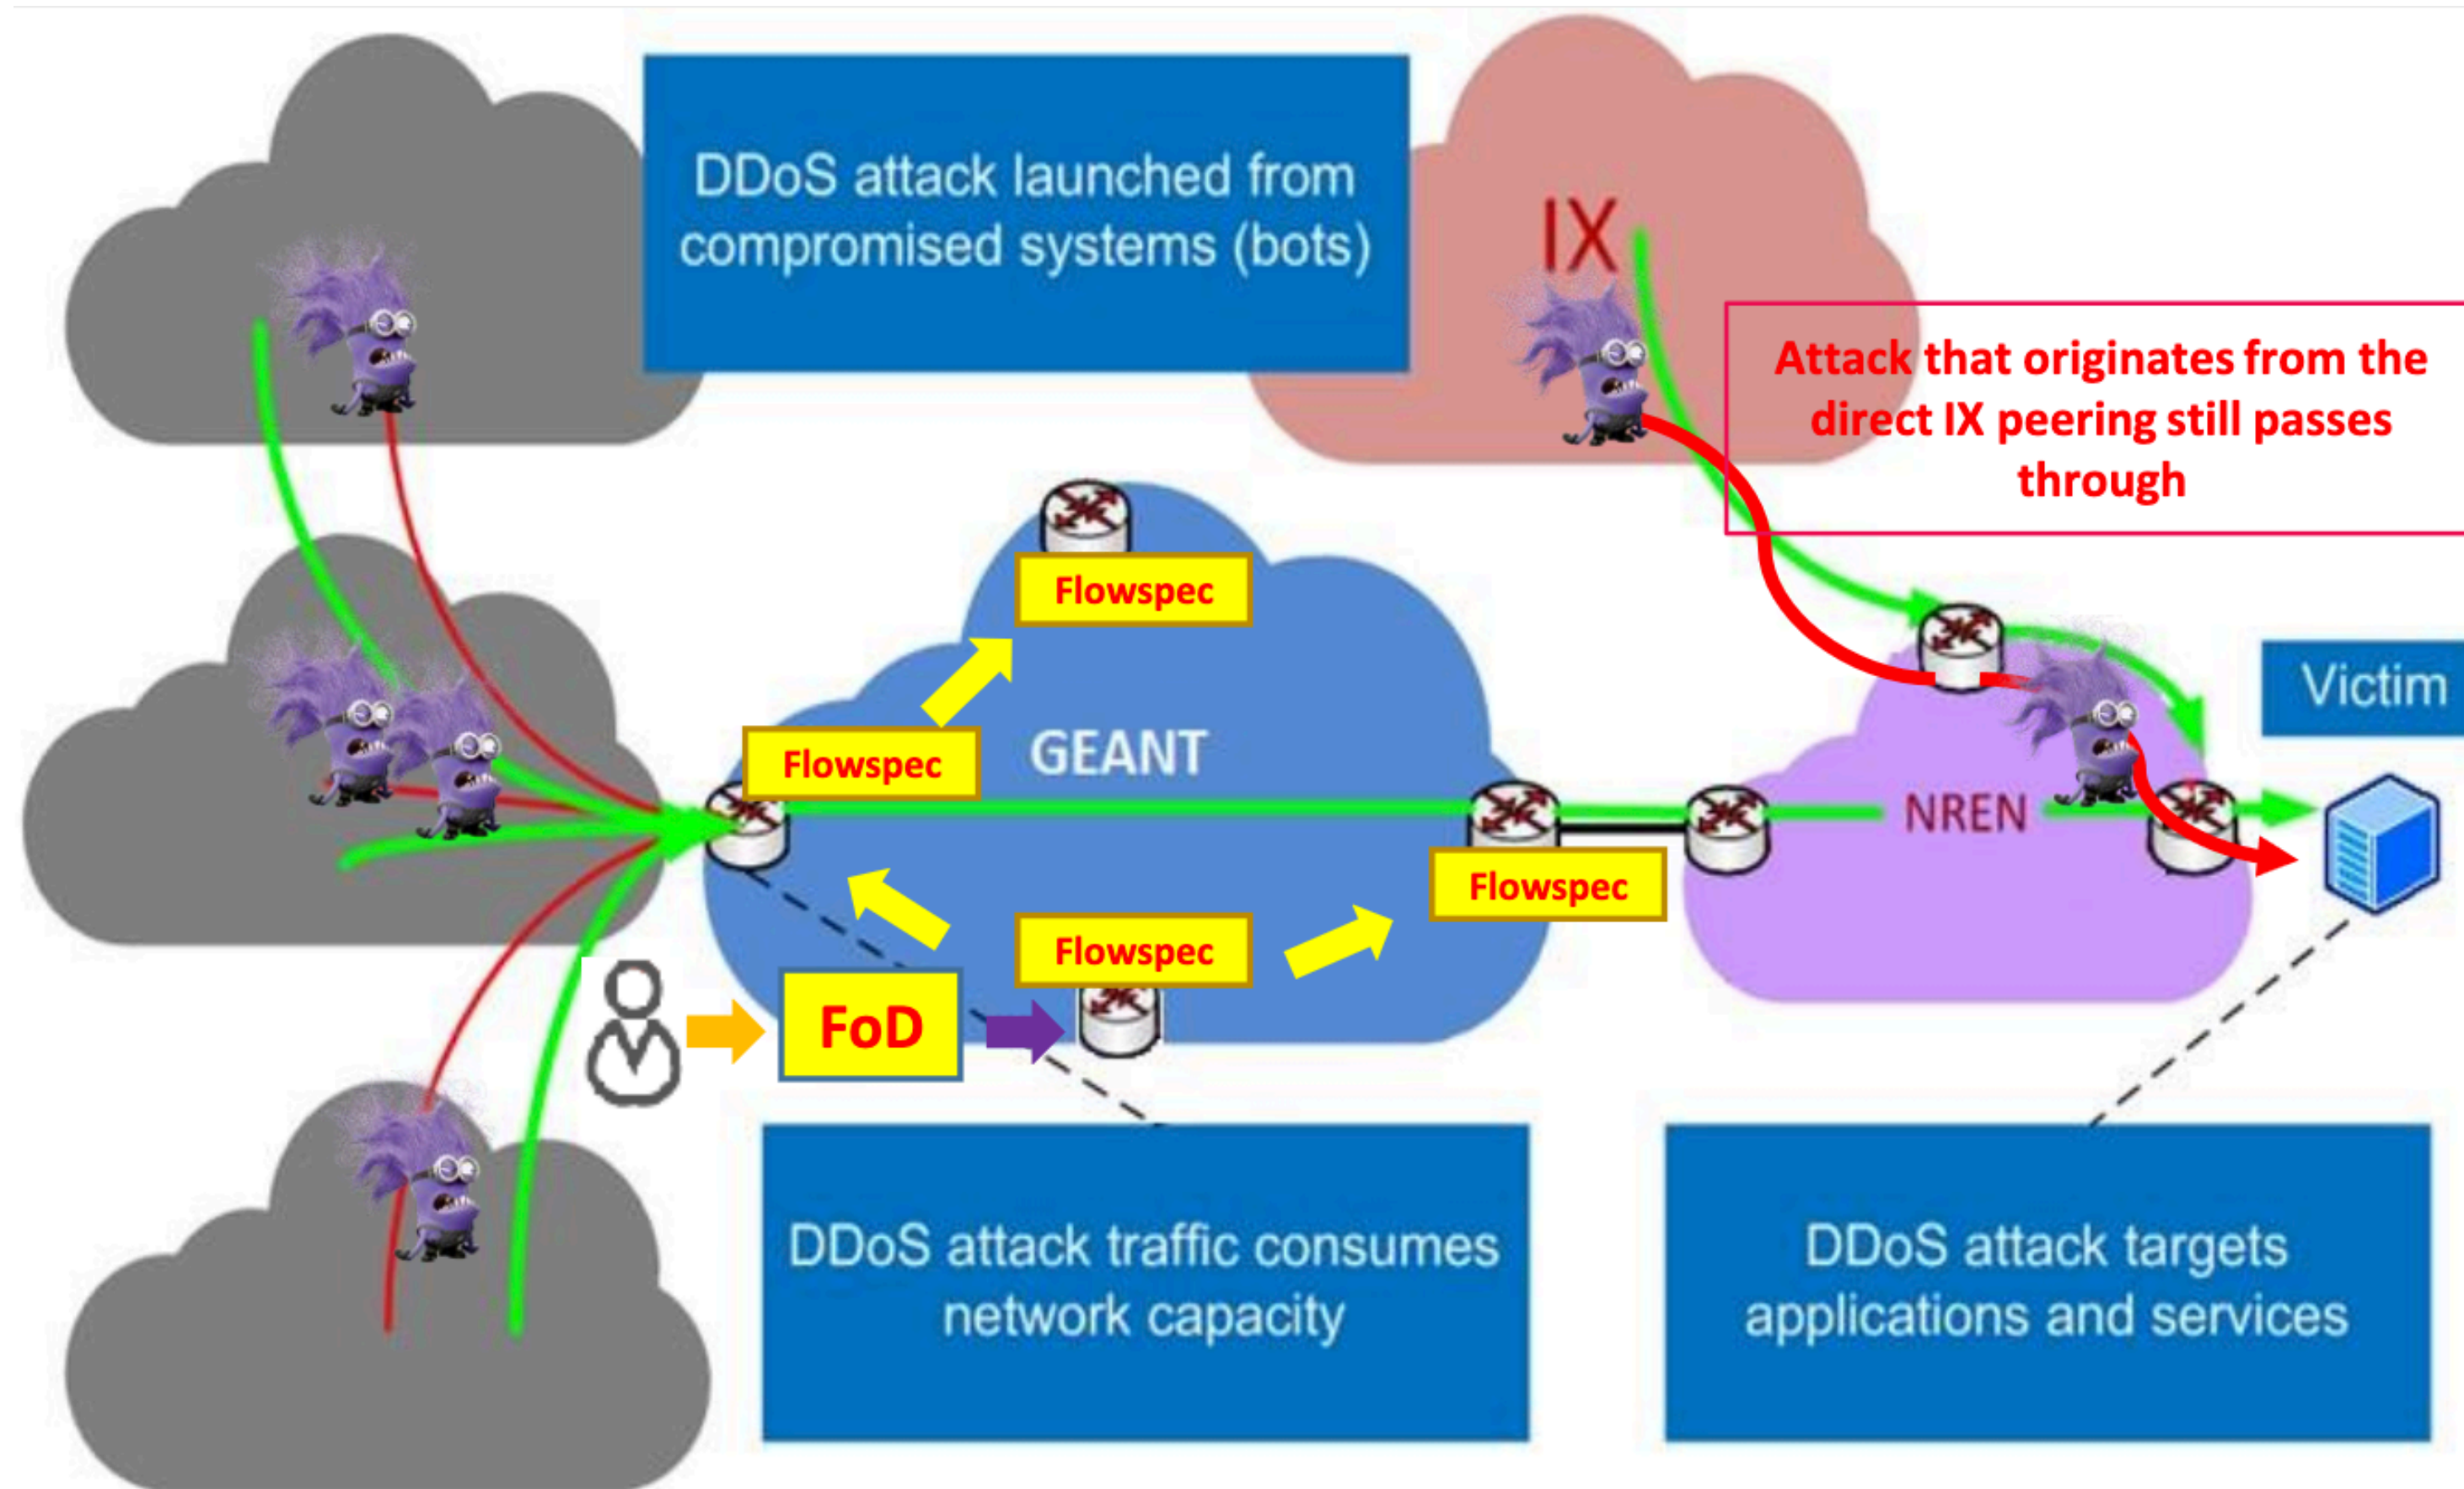 DDoS attack launched from
compromised systems (bots)
IX
Attack that originates from the
direct IX peering still passes
through
Flowspec
Victim
Flowspec
GEANT
NREN
Flowspec
Flowspec
FoD
DDoS attack traffic consumes
network capacity
DDoS attack targets
applications and services